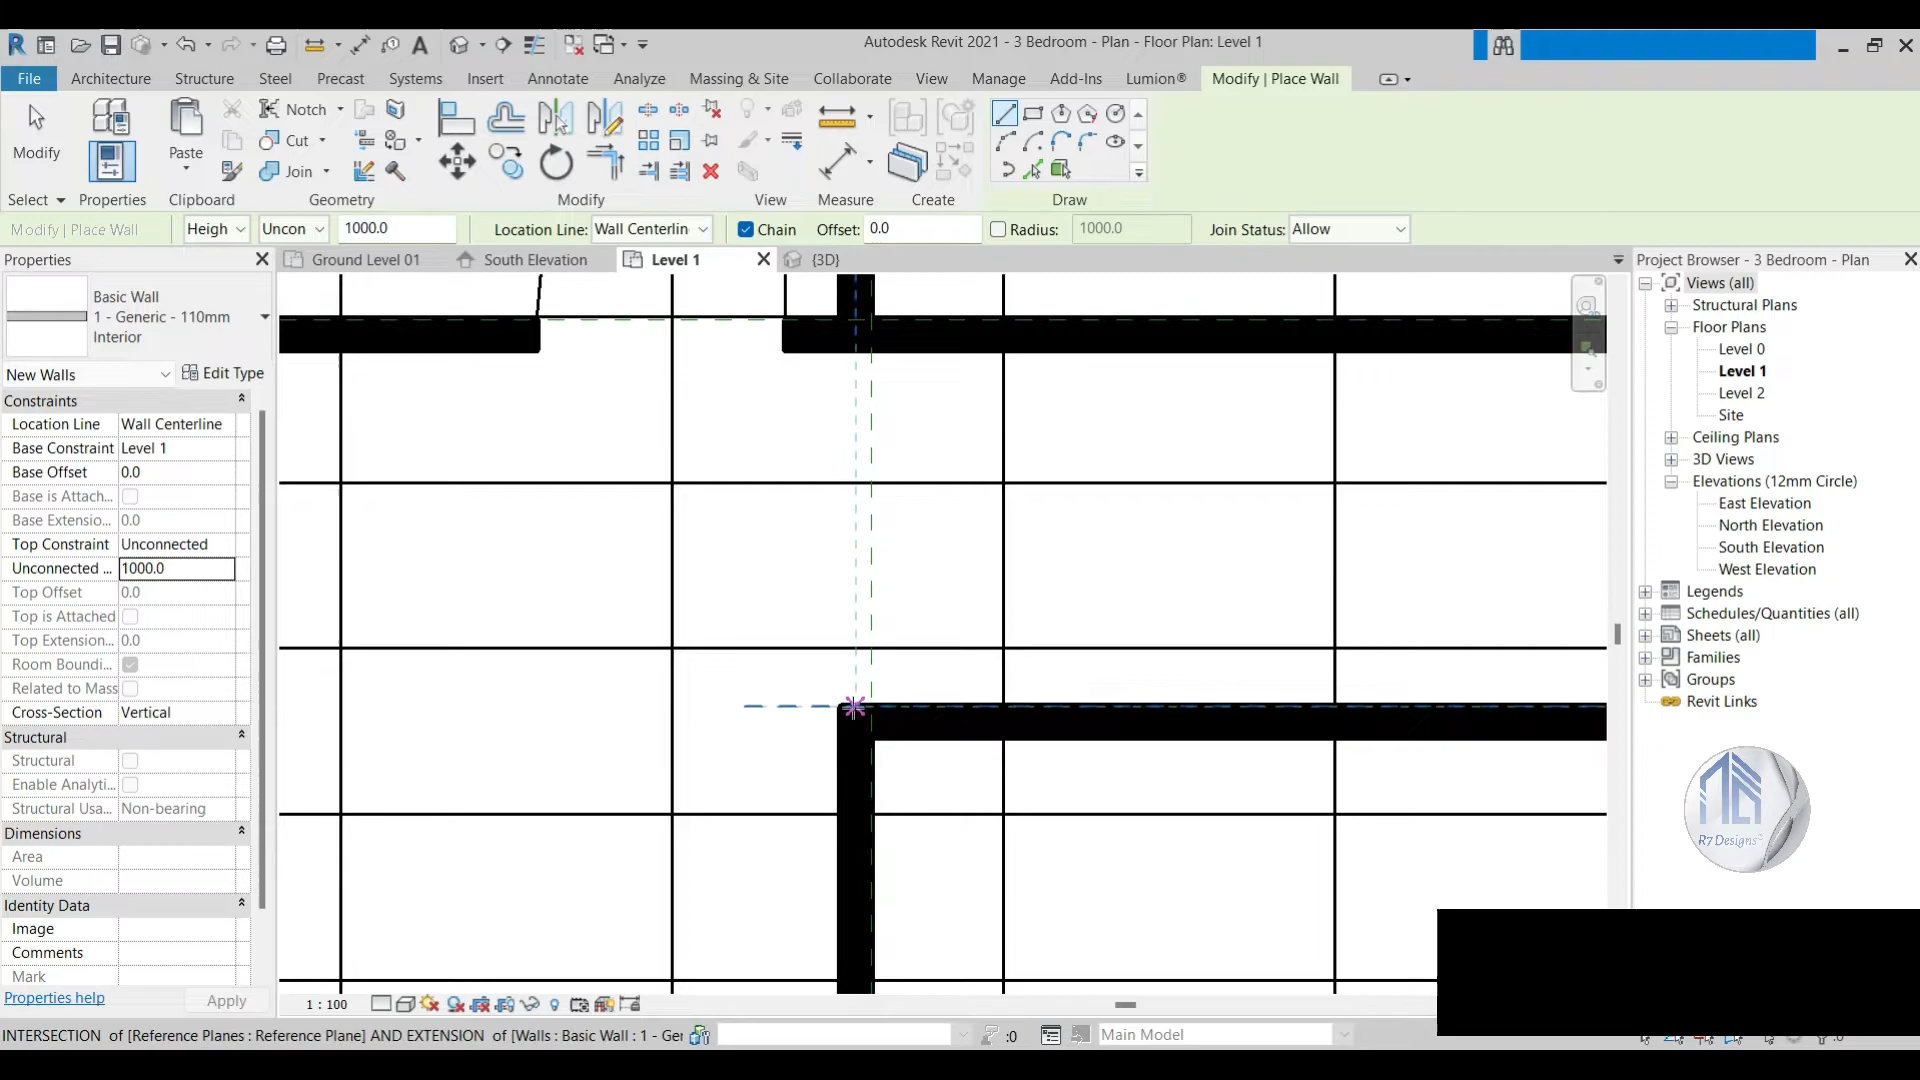 Autodesk Revit 2021 - 3 Bedroom - Plan - Floor Plan: Level 1
File Architecture Structure Steel Precast Systems Insert Annotate Analyze Massing & Site Collaborate View Manage Add-Ins Lumion® Modify | Place Wall
Modify
Paste
Notch
Cut
Join
Select Properties Clipboard Geometry Modify View Measure Create Draw
Modify | Place Wall Heigh Uncon 1000.0 Location Line: Wall Centerlin Chain Offset: 0.0 Radius: 1000.0 Join Status: Allow
Properties
Ground Level 01 South Elevation Level 1 {3D}
Basic Wall
1 - Generic - 110mm
Interior
New Walls Edit Type
Constraints
Location Line Wall Centerline
Base Constraint Level 1
Base Offset 0.0
Base is Attach...
Base Extensio... 0.0
Top Constraint Unconnected
Unconnected ... 1000.0
Top Offset 0.0
Top is Attached
Top Extension... 0.0
Room Boundi...
Related to Mass
Cross-Section Vertical
Structural
Structural
Enable Analyti...
Structural Usa... Non-bearing
Dimensions
Area
Volume
Identity Data
Image
Comments
Mark
Properties help Apply
Project Browser - 3 Bedroom - Plan
Views (all)
Structural Plans
Floor Plans
Level 0
Level 1
Level 2
Site
Ceiling Plans
3D Views
Elevations (12mm Circle)
East Elevation
North Elevation
South Elevation
West Elevation
Legends
Schedules/Quantities (all)
Sheets (all)
Families
Groups
Revit Links
R7 Designs
1 : 100
INTERSECTION of [Reference Planes : Reference Plane] AND EXTENSION of [Walls : Basic Wall : 1 - Ger :0 Main Model